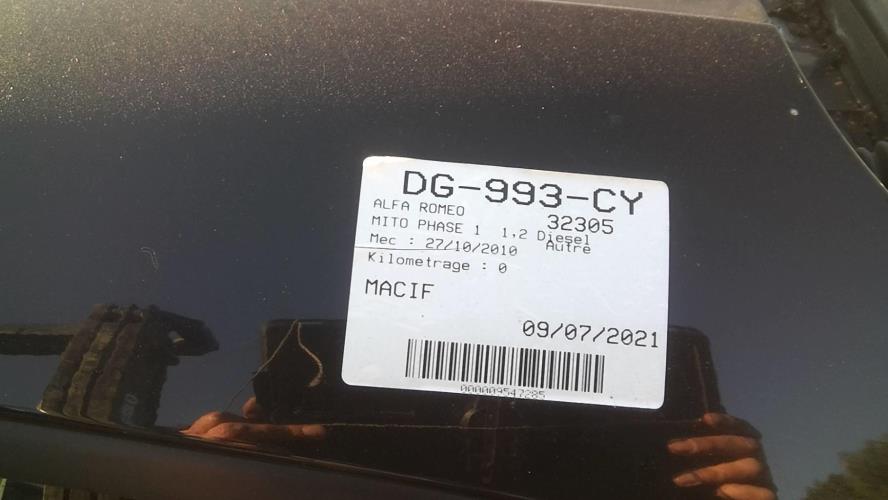 DG-993-CY
ALFA ROMEO 32305
MITO PHASE 1 1,2 Diesel
Mec : 27/10/2010 Autre
Kilometrage : 0
MACIF
09/07/2021
000009547285